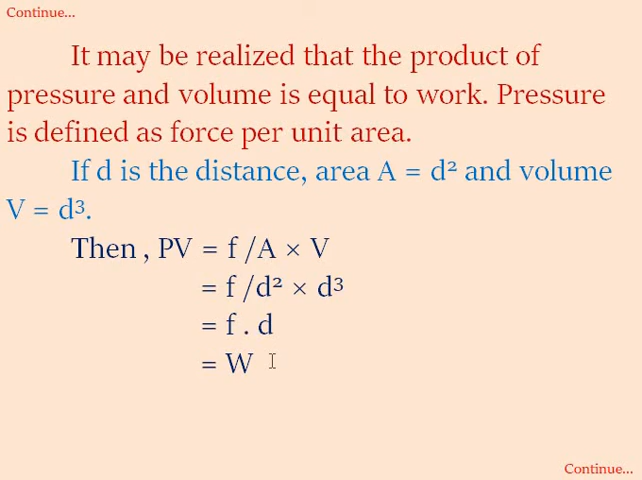 Continue...
It may be realized that the product of
pressure and volume is equal to work. Pressure
is defined as force per unit area.
If d is the distance, area A = d² and volume
V = d³.
Then , PV = f /A × V
= f /d² × d³
= f . d
= W
Continue...